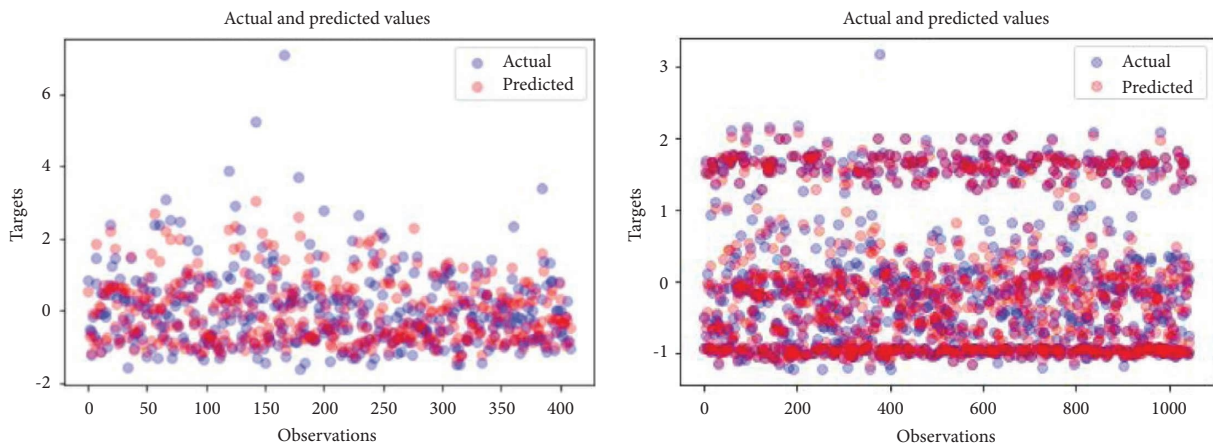 Actual and predicted values
Targets
6
4
2
0
-2
Actual
Predicted
0 50 100 150 200 250 300 350 400
Observations
Actual and predicted values
Targets
3
2
1
0
-1
Actual
Predicted
0 200 400 600 800 1000
Observations